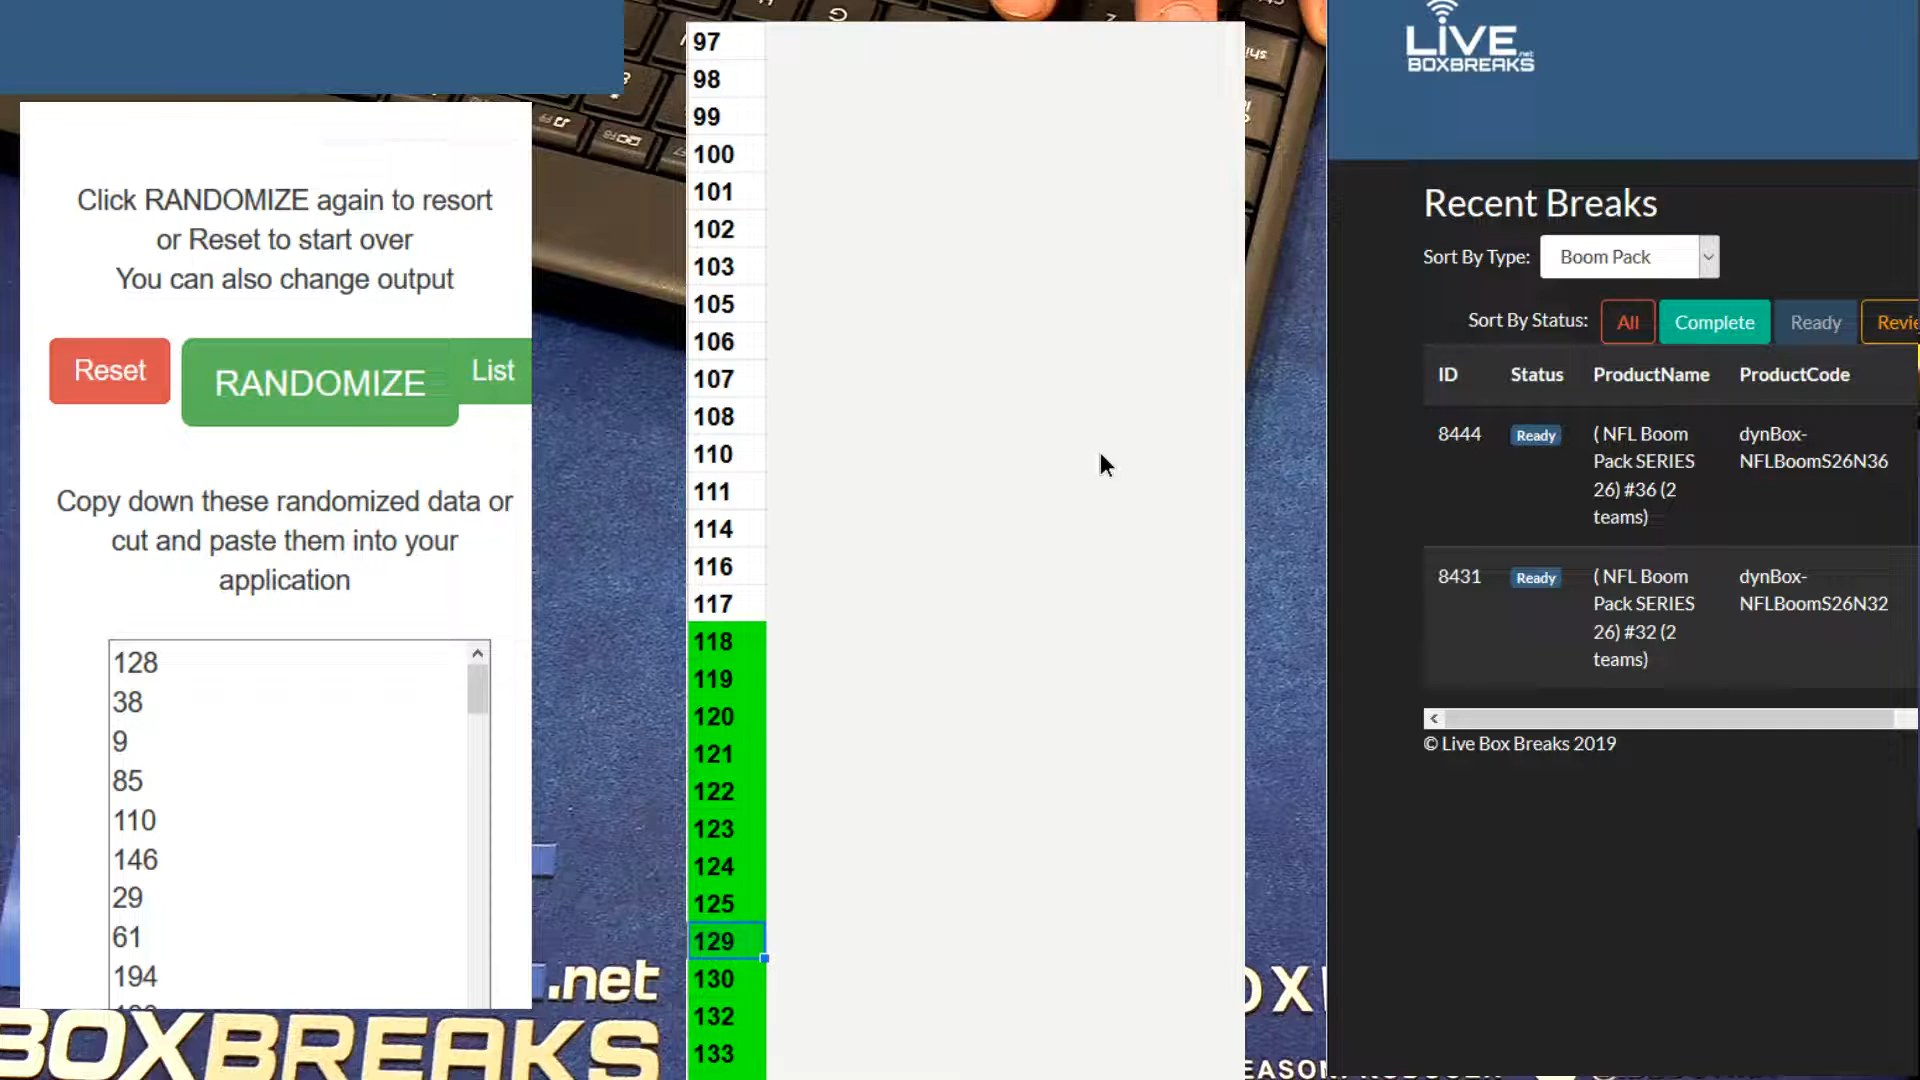 Click RANDOMIZE again to resort
or Reset to start over
You can also change output
Reset
RANDOMIZE
List
Copy down these randomized data or
cut and paste them into your
application
128
38
9
85
110
146
29
61
194
.net
BOXBREAKS
97
98
99
100
101
102
103
105
106
107
108
110
111
114
116
117
118
119
120
121
122
123
124
125
129
130
132
133
LIVE.net
BOXBREAKS
Recent Breaks
Sort By Type: Boom Pack
Sort By Status: All Complete Ready
ID Status ProductName ProductCode
8444 Ready ( NFL Boom
Pack SERIES
26) #36 (2
teams)
dynBox-
NFLBoomS26N36
8431 Ready ( NFL Boom
Pack SERIES
26) #32 (2
teams)
dynBox-
NFLBoomS26N32
© Live Box Breaks 2019